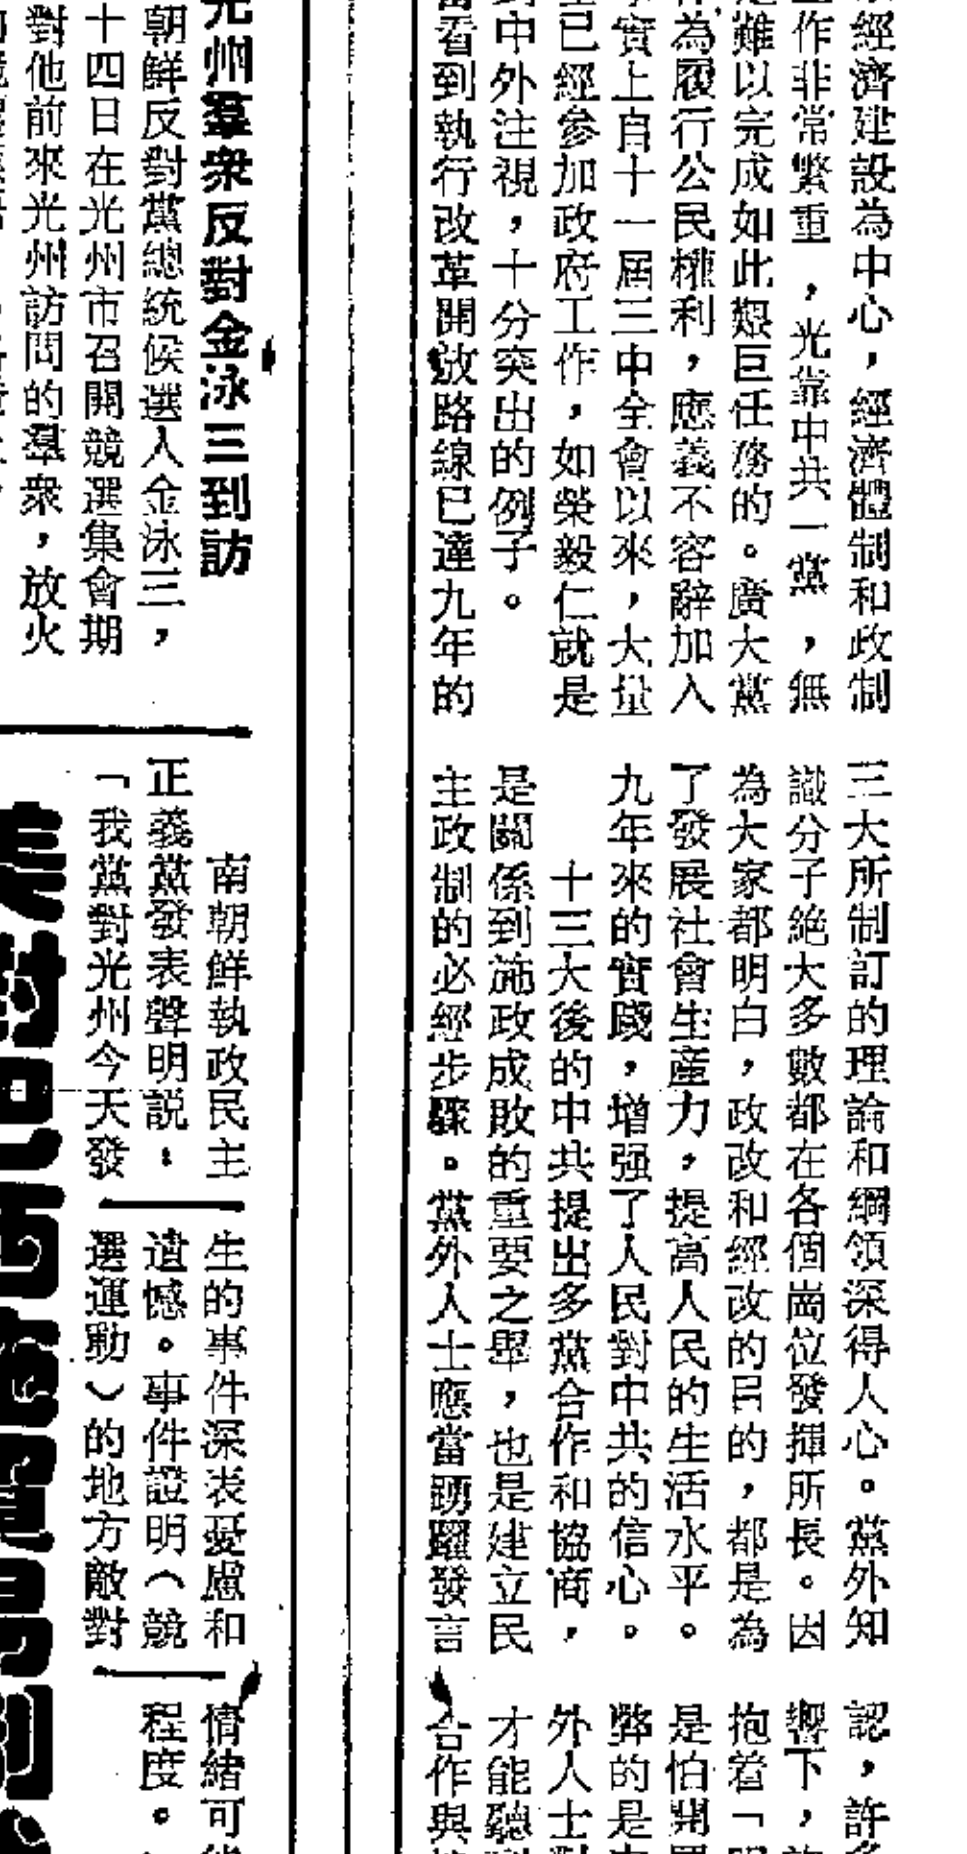 經濟建設為中心，經濟體制和政制
作非常繁重，光靠中共一黨，無
難以完成如此艱巨任務的。廣大黨
為履行公民權利，應義不容辭加入
實上自十一屆三中全會以來，大量
已經參加政府工作，如榮毅仁就是
中外注視，十分突出的例子。
看到執行改革開放路線已達九年的
三大所制訂的理論和綱領深得人心。黨外知
識分子絶大多數都在各個崗位發揮所長。因
為大家都明白，政改和經改的目的，都是為
了發展社會生產力，提高人民的生活水平。
九年來的實踐，增强了人民對中共的信心。
十三大後的中共提出多黨合作和協商，
是關係到施政成敗的重要之舉，也是建立民
主政制的必經步驟。黨外人士應當踴躍發言
認，許
響下，
抱着「
是怕開
弊的是
外人士
才能聽
合作與
光州羣衆反對金泳三到訪
朝鮮反對黨總統候選人金泳三，
十四日在光州市召開競選集會期
對他前來光州訪問的羣衆，放火
南朝鮮執政民主
正義黨發表聲明説：
「我黨對光州今天發
生的事件深表憂慮和
遺憾。事件證明（競
選運動）的地方敵對
情緒可
程度。